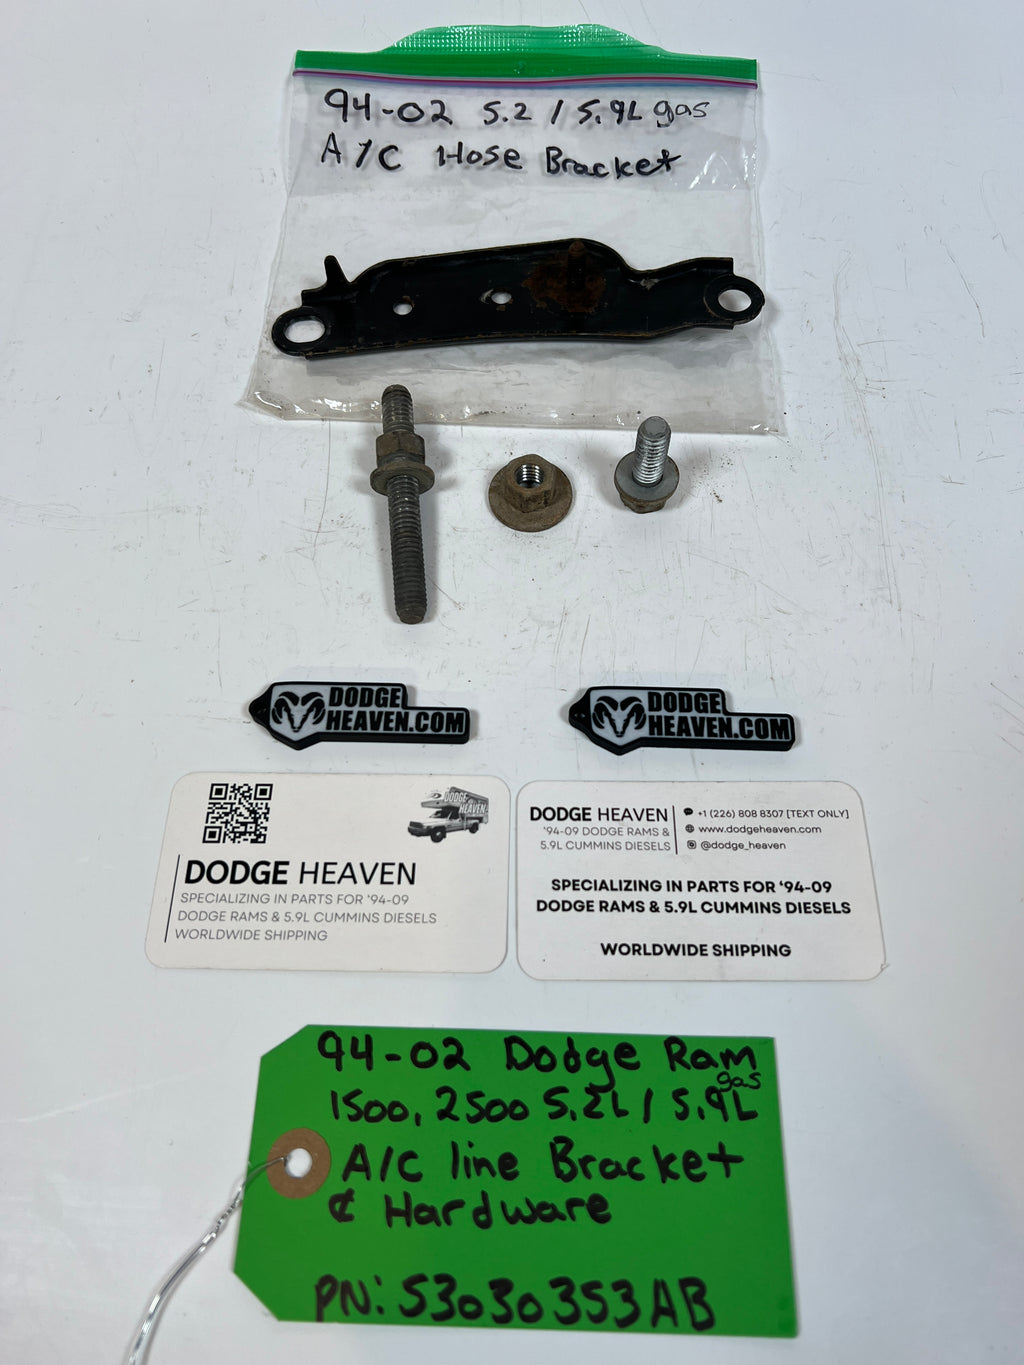 94-02 5.2 / 5.9L gas
A/C Hose Bracket
DODGE
HEAVEN.COM
DODGE
HEAVEN.COM
DODGE
HEAVEN
DODGE HEAVEN
SPECIALIZING IN PARTS FOR '94-09
DODGE RAMS & 5.9L CUMMINS DIESELS
WORLDWIDE SHIPPING
DODGE HEAVEN
'94-09 DODGE RAMS &
5.9L CUMMINS DIESELS
+1 (226) 808 8307 [TEXT ONLY]
www.dodgeheaven.com
@dodge_heaven
SPECIALIZING IN PARTS FOR '94-09
DODGE RAMS & 5.9L CUMMINS DIESELS
WORLDWIDE SHIPPING
94-02 Dodge Ram
gas
1500, 2500 5.2L / 5.9L
A/C line Bracket
& Hardware
PN: 53030353AB